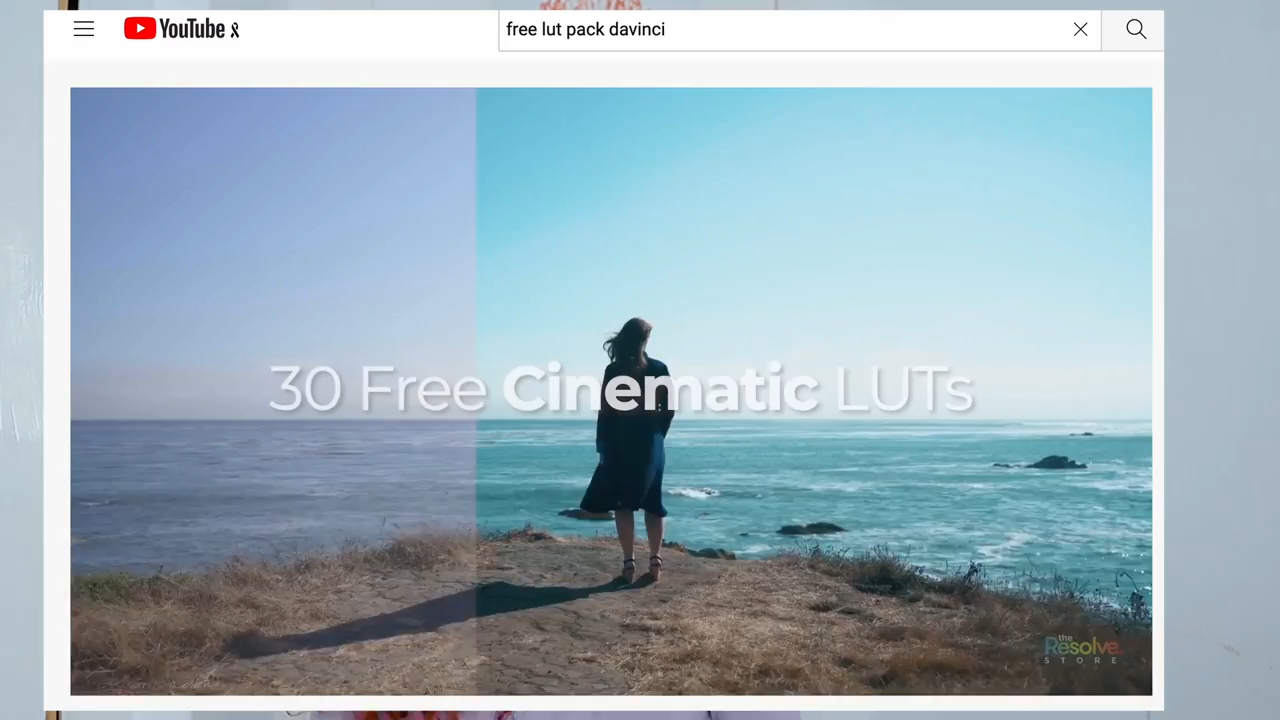 YouTube
free lut pack davinci
30 Free Cinematic LUTs
the
Resolve
STORE